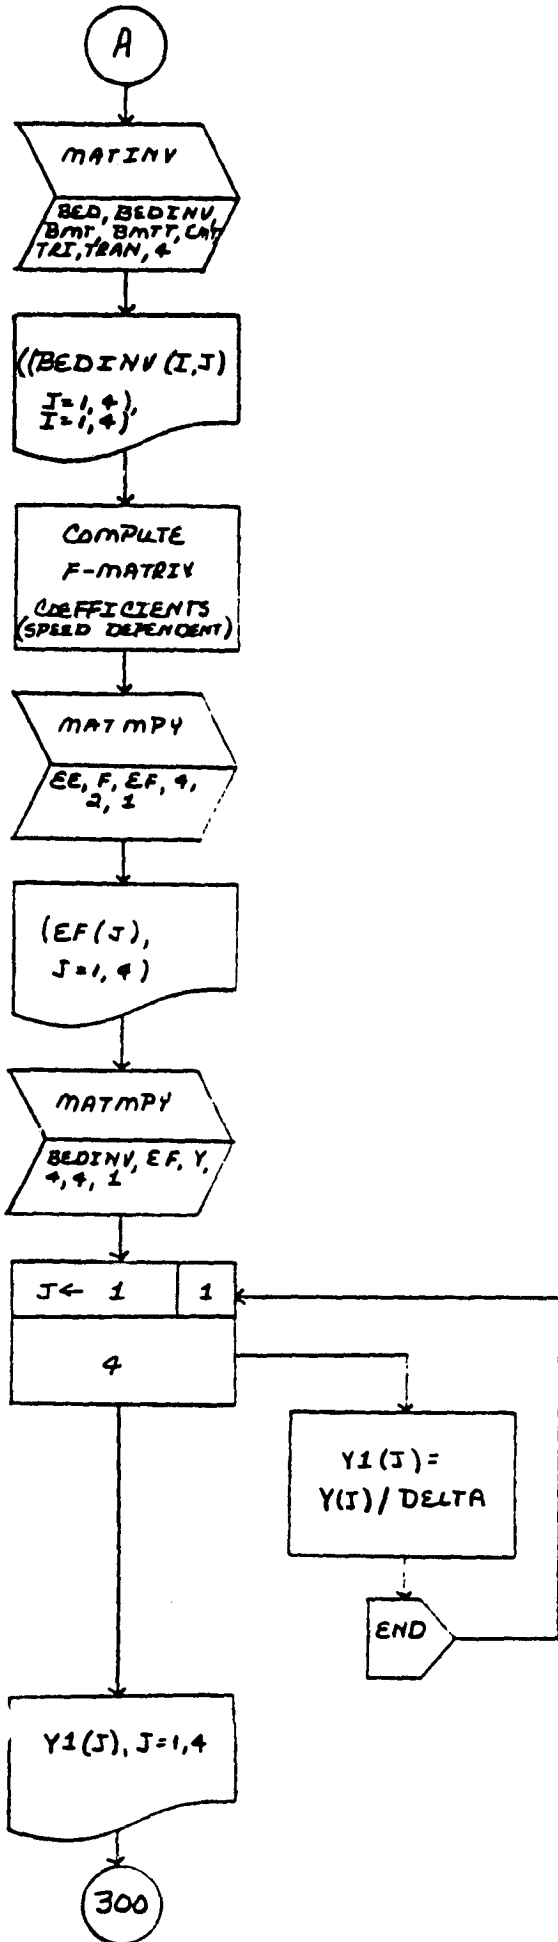 A
MATINV
BED, BEDINV,
BMT, BMTT, CMT,
TRI, TRAN, 4
((BEDINV(I,J)
J=1,4),
I=1,4)
COMPUTE
F-MATRIX
COEFFICIENTS
(SPEED DEPENDENT)
MATMPY
EE, F, EF, 4,
2, 1
(EF(J),
J=1,4)
MATMPY
BEDINV, EF, Y,
4, 4, 1
J← 1 1
4
Y1(J)=
Y(J)/DELTA
END
Y1(J), J=1,4
300